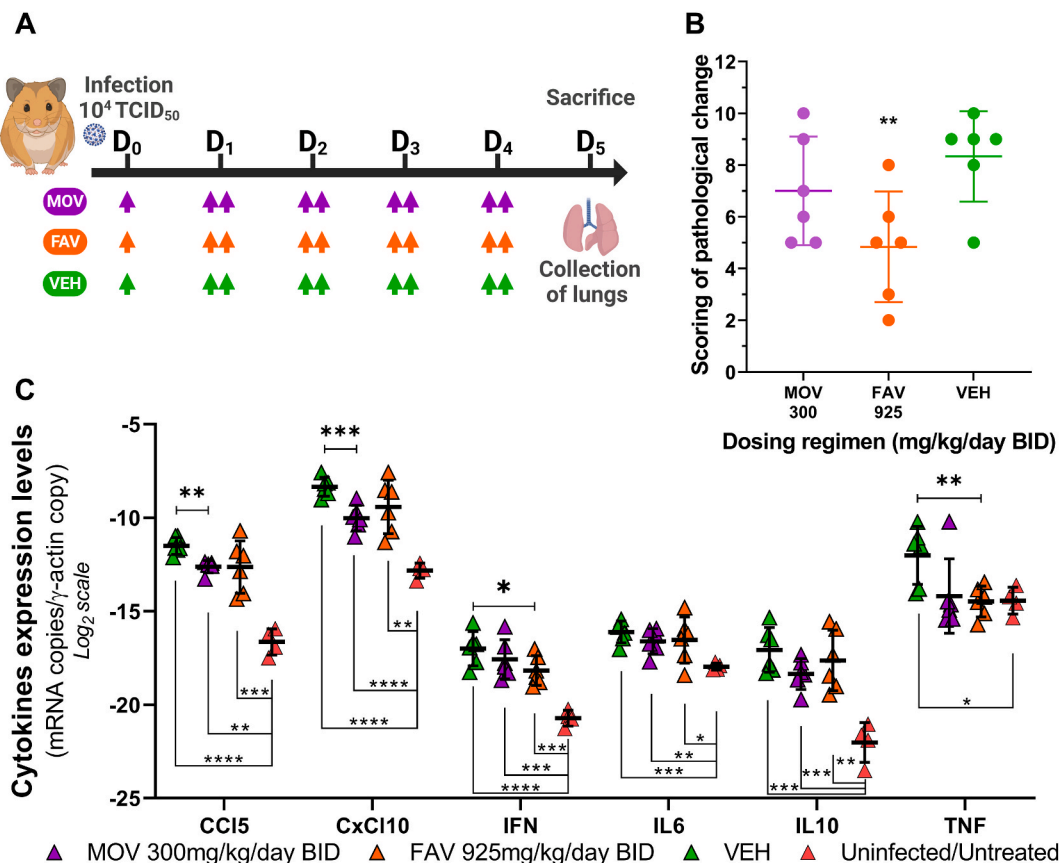 A
Infection
10⁴ TCID₅₀
Sacrifice
D₀ D₁ D₂ D₃ D₄ D₅
MOV
FAV
VEH
Collection
of lungs
B
Scoring of pathological change
12
10
8
6
4
2
0
**
MOV FAV VEH
300 925
Dosing regimen (mg/kg/day BID)
C
Cytokines expression levels
(mRNA copies/γ-actin copy)
Log₂ scale
-5
-10
-15
-20
-25
**
***
**
****
***
**
****
****
*
***
***
****
*
**
***
**
***
***
**
*
CCl5 CxCl10 IFN IL6 IL10 TNF
MOV 300mg/kg/day BID FAV 925mg/kg/day BID VEH Uninfected/Untreated